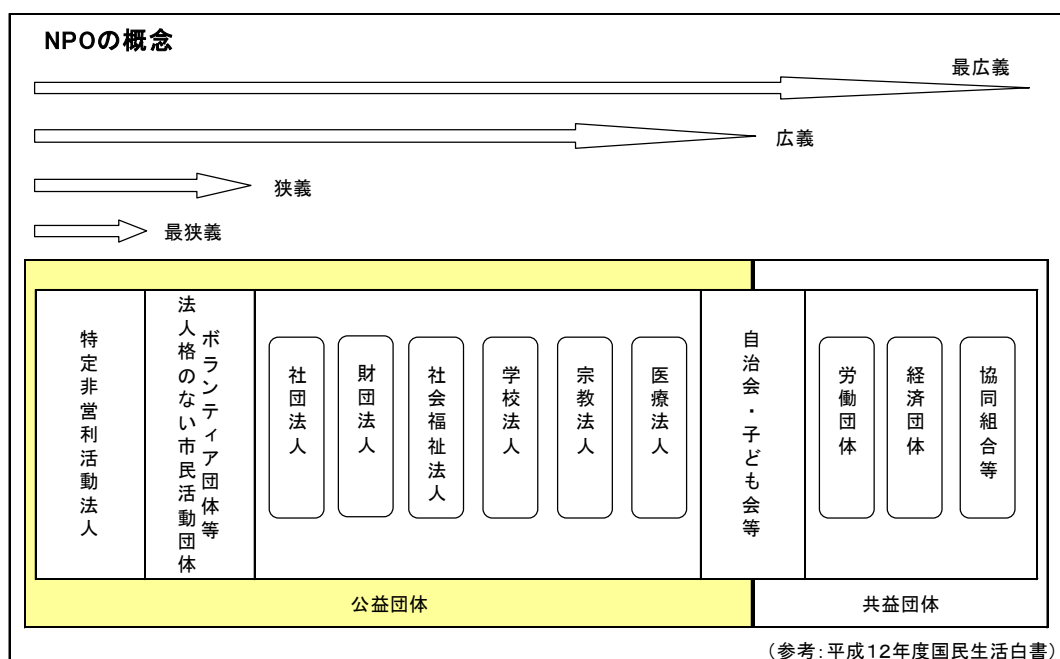 NPOの概念
最広義
広義
狭義
最狭義
特定非営利活動法人
ボランティア団体等
法人格のない市民活動団体
社団法人
財団法人
社会福祉法人
学校法人
宗教法人
医療法人
自治会・子ども会等
労働団体
経済団体
協同組合等
公益団体
共益団体
(参考:平成12年度国民生活白書)